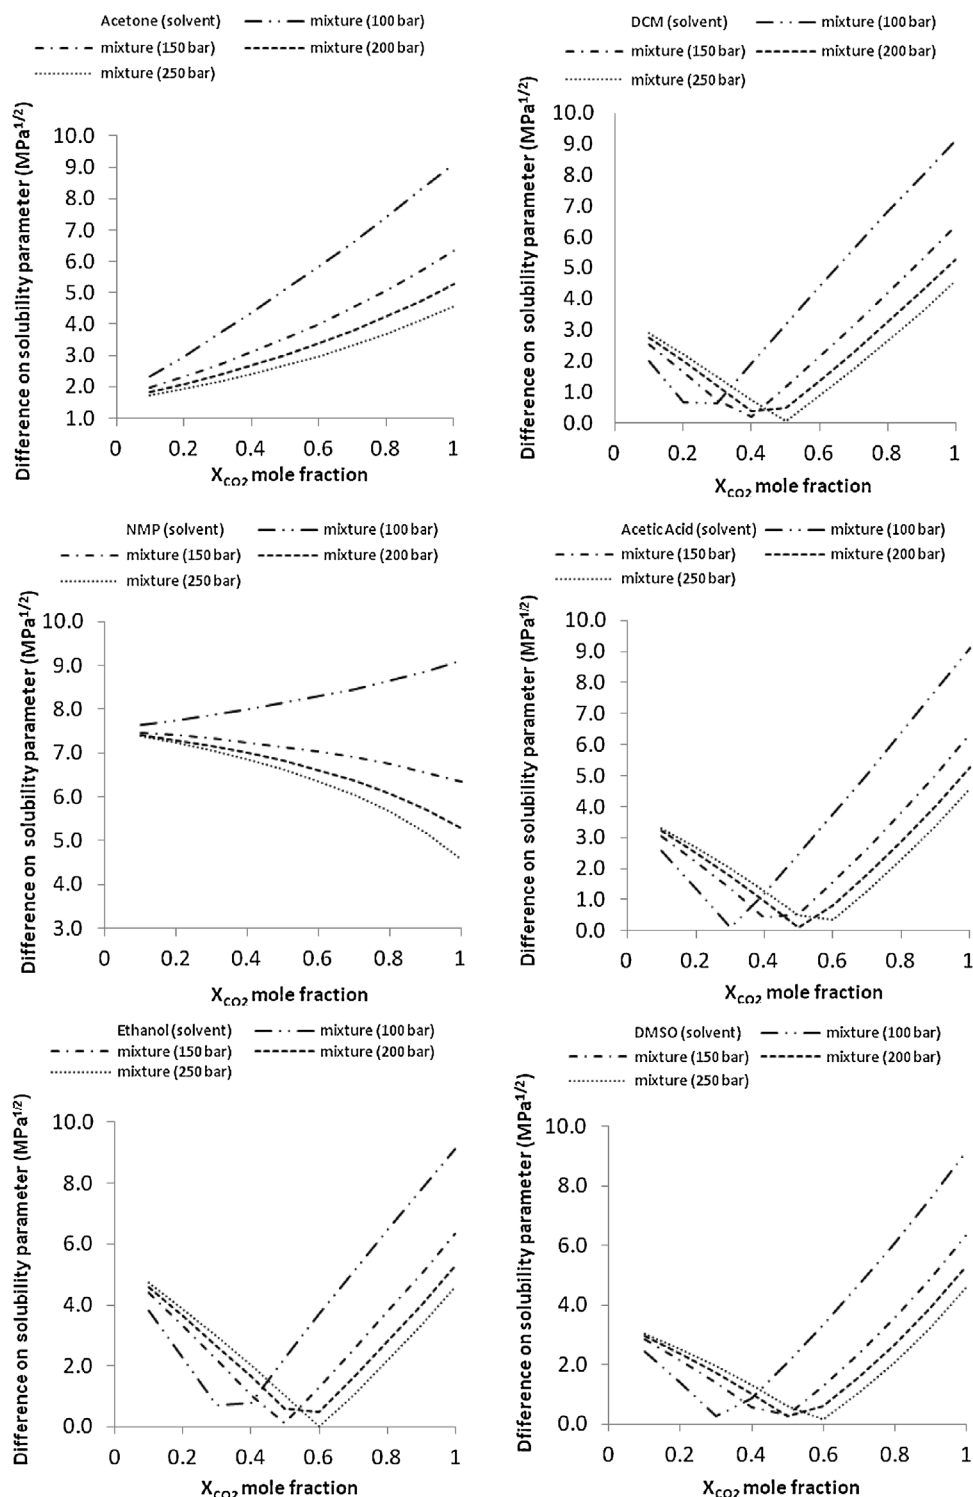 Acetone (solvent) mixture (100 bar)
mixture (150 bar) mixture (200 bar)
mixture (250 bar)
Difference on solubility parameter (MPa1/2)
10.0
9.0
8.0
7.0
6.0
5.0
4.0
3.0
2.0
1.0
0 0.2 0.4 0.6 0.8 1
XCO2 mole fraction
DCM (solvent) mixture (100 bar)
mixture (150 bar) mixture (200 bar)
mixture (250 bar)
Difference on solubility parameter (MPa1/2)
10.0
9.0
8.0
7.0
6.0
5.0
4.0
3.0
2.0
1.0
0.0
0 0.2 0.4 0.6 0.8 1
XCO2 mole fraction
NMP (solvent) mixture (100 bar)
mixture (150 bar) mixture (200 bar)
mixture (250 bar)
Difference on solubility parameter (MPa1/2)
10.0
9.0
8.0
7.0
6.0
5.0
4.0
3.0
0 0.2 0.4 0.6 0.8 1
XCO2 mole fraction
Acetic Acid (solvent) mixture (100 bar)
mixture (150 bar) mixture (200 bar)
mixture (250 bar)
Difference on solubility parameter (MPa1/2)
10.0
9.0
8.0
7.0
6.0
5.0
4.0
3.0
2.0
1.0
0.0
0 0.2 0.4 0.6 0.8 1
XCO2 mole fraction
Ethanol (solvent) mixture (100 bar)
mixture (150 bar) mixture (200 bar)
mixture (250 bar)
Difference on solubility parameter (MPa1/2)
10.0
8.0
6.0
4.0
2.0
0.0
0 0.2 0.4 0.6 0.8 1
XCO2 mole fraction
DMSO (solvent) mixture (100 bar)
mixture (150 bar) mixture (200 bar)
mixture (250 bar)
Dfiference on solubility parameter (MPa1/2)
10.0
8.0
6.0
4.0
2.0
0.0
0 0.2 0.4 0.6 0.8 1
XCO2 mole fraction